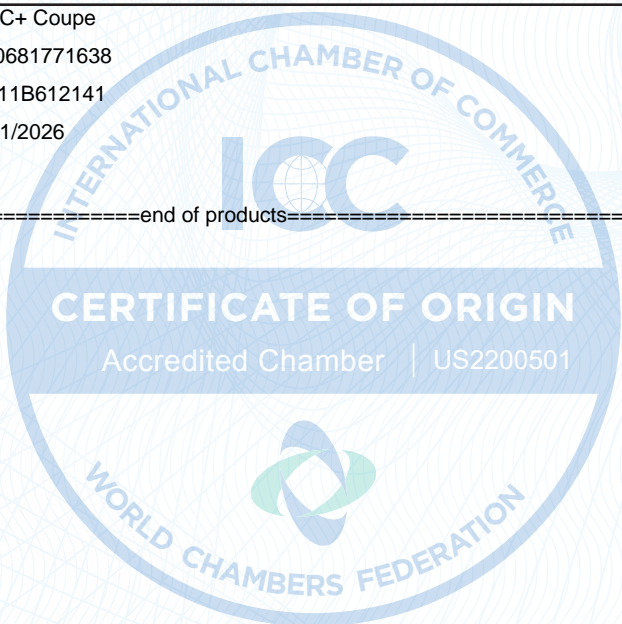 C+ Coupe
0681771638
11B612141
1/2026
===========end of products===========================
INTERNATIONAL CHAMBER OF COMMERCE
ICC
CERTIFICATE OF ORIGIN
Accredited Chamber | US2200501
WORLD CHAMBERS FEDERATION